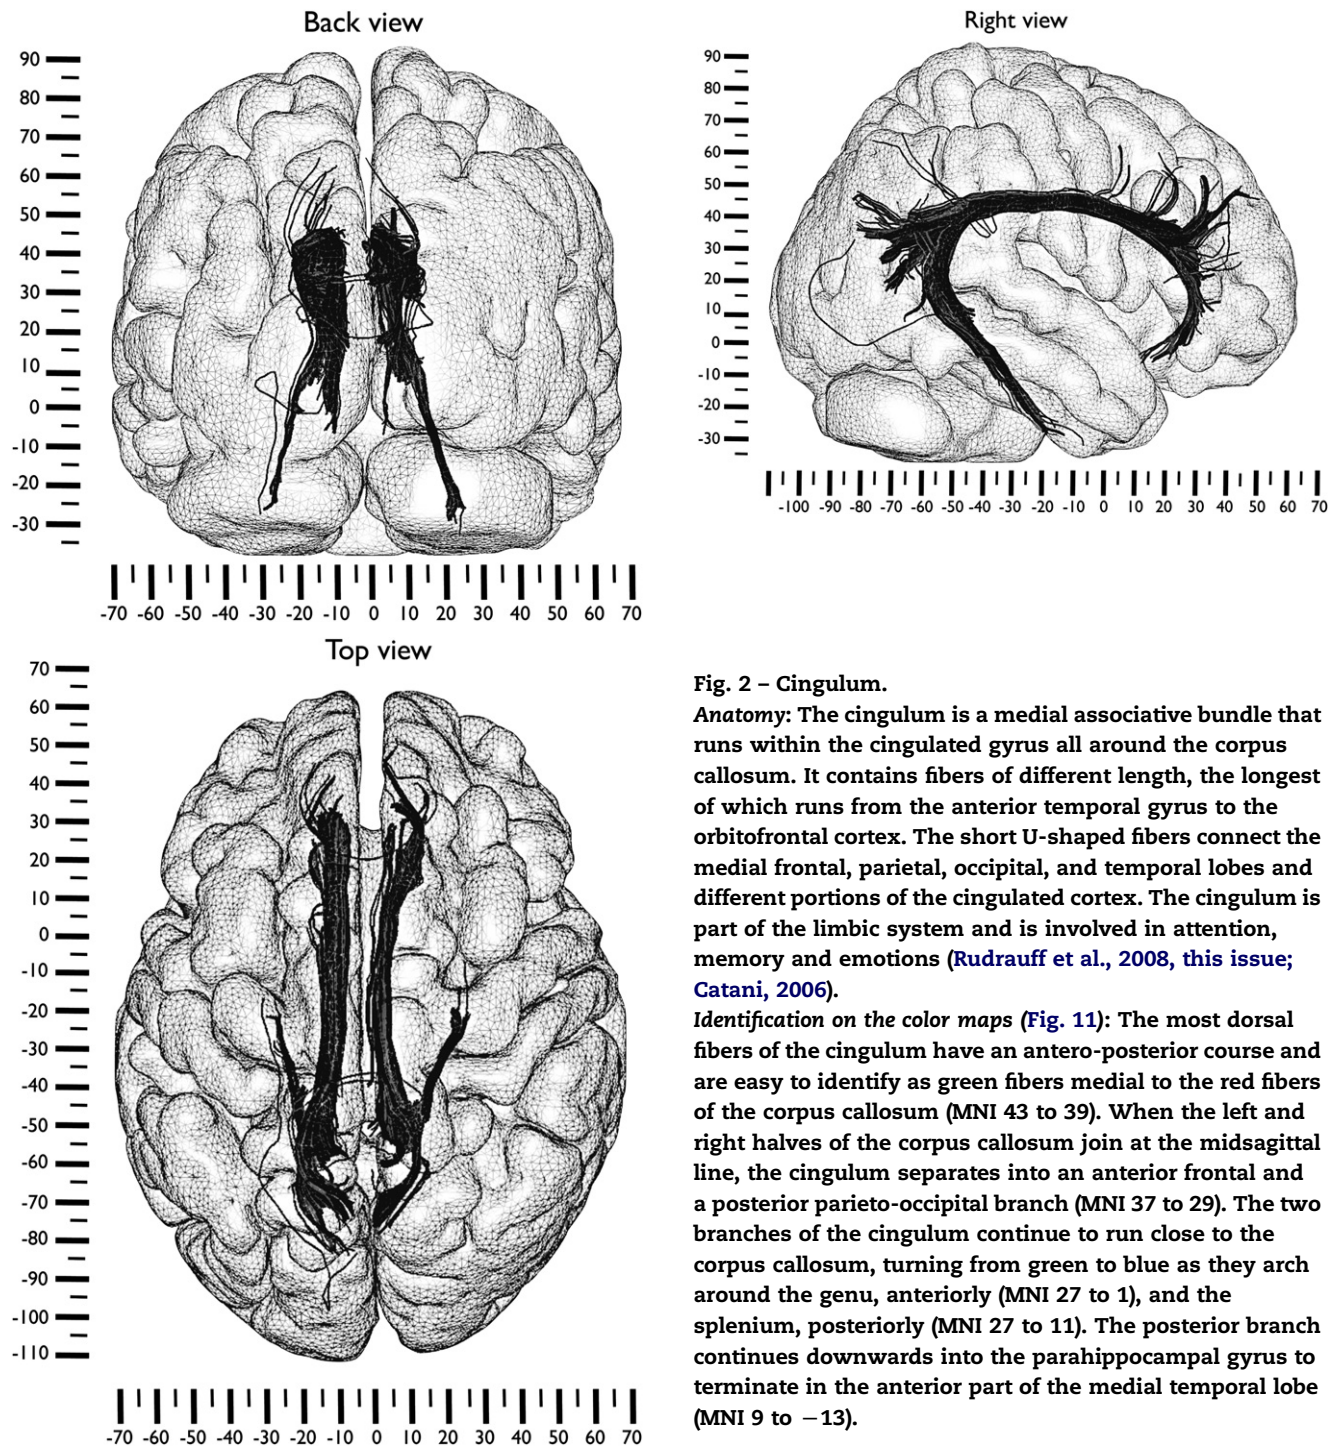 Back view
90
80
70
60
50
40
30
20
10
0
-10
-20
-30
-70 -60 -50 -40 -30 -20 -10 0 10 20 30 40 50 60 70
Right view
90
80
70
60
50
40
30
20
10
0
-10
-20
-30
-100 -90 -80 -70 -60 -50 -40 -30 -20 -10 0 10 20 30 40 50 60 70
Top view
70
60
50
40
30
20
10
0
-10
-20
-30
-40
-50
-60
-70
-80
-90
-100
-110
-70 -60 -50 -40 -30 -20 -10 0 10 20 30 40 50 60 70
Fig. 2 – Cingulum.
Anatomy: The cingulum is a medial associative bundle that
runs within the cingulated gyrus all around the corpus
callosum. It contains fibers of different length, the longest
of which runs from the anterior temporal gyrus to the
orbitofrontal cortex. The short U-shaped fibers connect the
medial frontal, parietal, occipital, and temporal lobes and
different portions of the cingulated cortex. The cingulum is
part of the limbic system and is involved in attention,
memory and emotions (Rudrauff et al., 2008, this issue;
Catani, 2006).
Identification on the color maps (Fig. 11): The most dorsal
fibers of the cingulum have an antero-posterior course and
are easy to identify as green fibers medial to the red fibers
of the corpus callosum (MNI 43 to 39). When the left and
right halves of the corpus callosum join at the midsagittal
line, the cingulum separates into an anterior frontal and
a posterior parieto-occipital branch (MNI 37 to 29). The two
branches of the cingulum continue to run close to the
corpus callosum, turning from green to blue as they arch
around the genu, anteriorly (MNI 27 to 1), and the
splenium, posteriorly (MNI 27 to 11). The posterior branch
continues downwards into the parahippocampal gyrus to
terminate in the anterior part of the medial temporal lobe
(MNI 9 to −13).